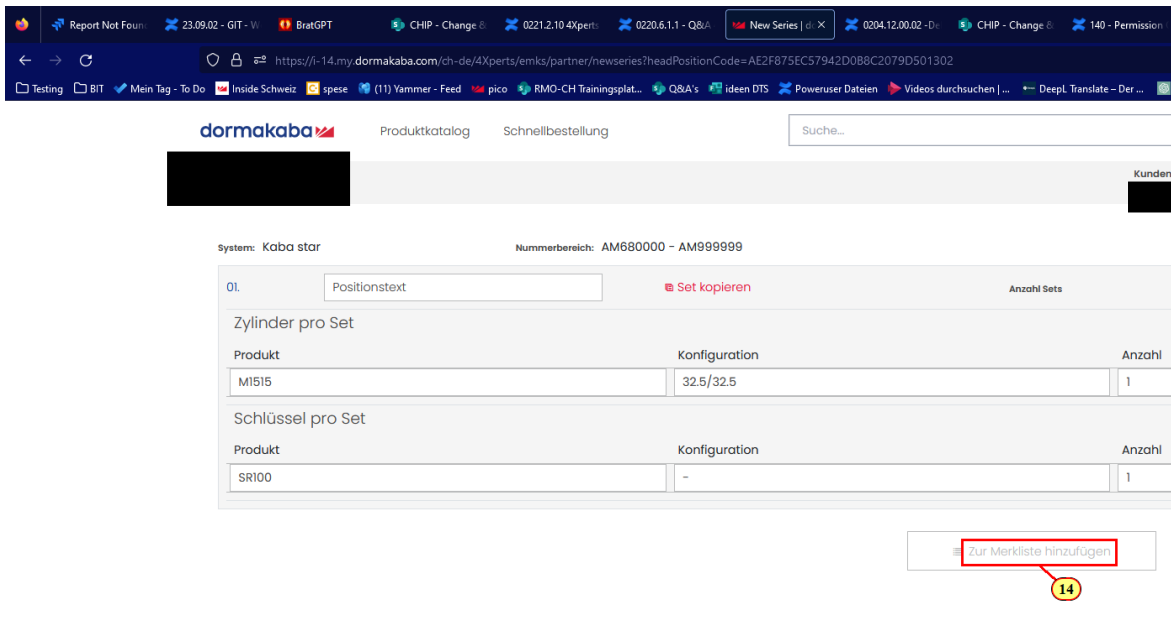 Report Not Foun 23.09.02 - GIT - W BratGPT CHIP - Change & 0221.2.10 4Xperts 0220.6.1.1 - Q&A New Series | d 0204.12.00.02 - De CHIP - Change & 140 - Permission
https://i-14.my.dormakaba.com/ch-de/4Xperts/emks/partner/newseries?headPositionCode=AE2F875EC57942D0B8C2079D501302
Testing BIT Mein Tag - To Do Inside Schweiz spese (11) Yammer - Feed pico RMO-CH Trainingsplat... Q&A's ideen DTS Poweruser Dateien Videos durchsuchen | ... DeepL Translate – Der ...
dormakaba Produktkatalog Schnellbestellung Suche...
Kunden
System: Kaba star Nummerbereich: AM680000 - AM999999
01. Positionstext Set kopieren Anzahl Sets
Zylinder pro Set
Produkt Konfiguration Anzahl
M1515 32.5/32.5 1
Schlüssel pro Set
Produkt Konfiguration Anzahl
SR100 - 1
Zur Merkliste hinzufügen
14